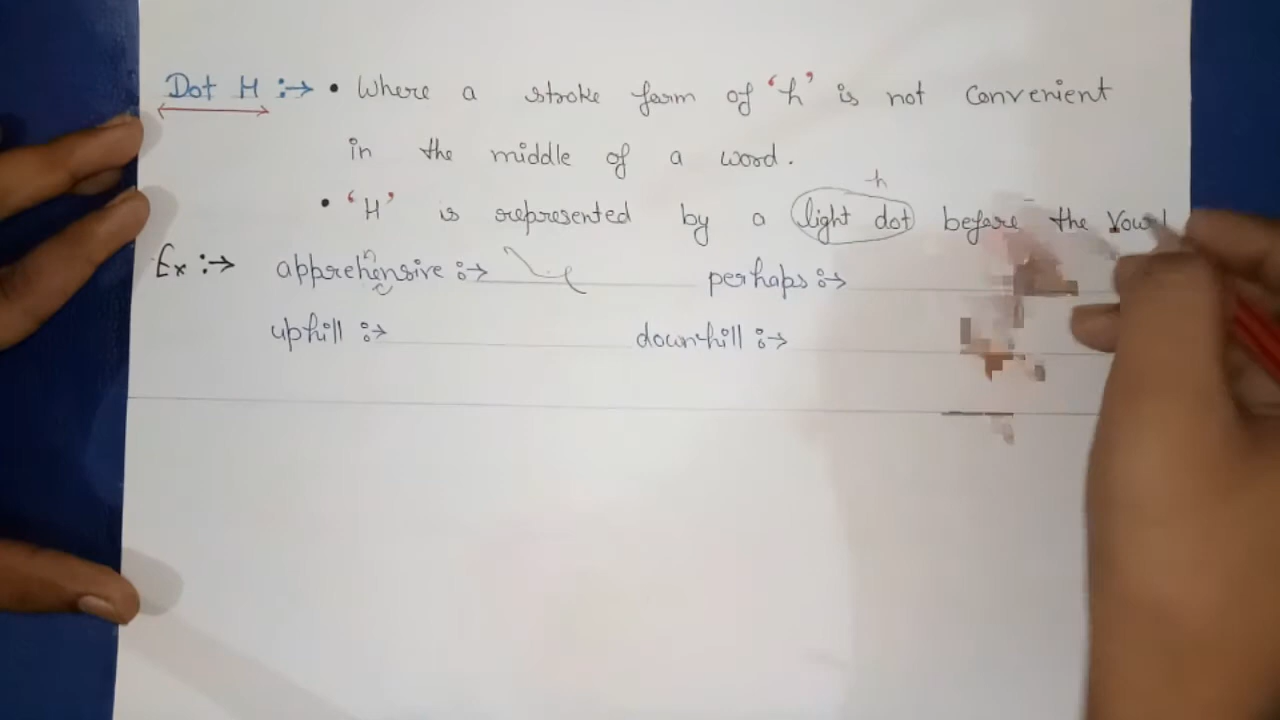 Dot H :→ • Where a stroke form of 'h' is not convenient
in the middle of a word.
h
• 'H' is represented by a light dot before the Vowel
Ex :→ apprehensive :→ perhaps :→
uphill :→ downhill :→